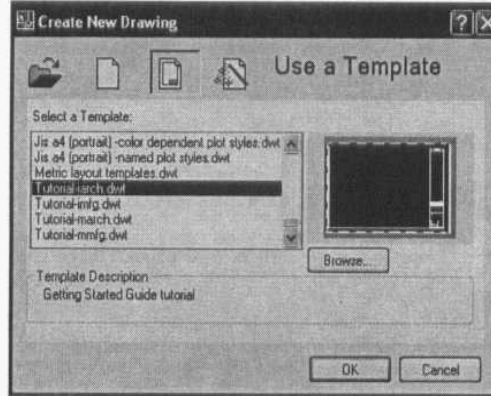 Create New Drawing
Use a Template
Select a Template:
Jis a4 (portrait) -color dependent plot styles.dwt
Jis a4 (portrait) -named plot styles.dwt
Metric layout templates.dwt
Tutorial-iarch.dwt
Tutorial-imfg.dwt
Tutorial-march.dwt
Tutorial-mmfg.dwt
Browse...
Template Description
Getting Started Guide tutorial
OK
Cancel